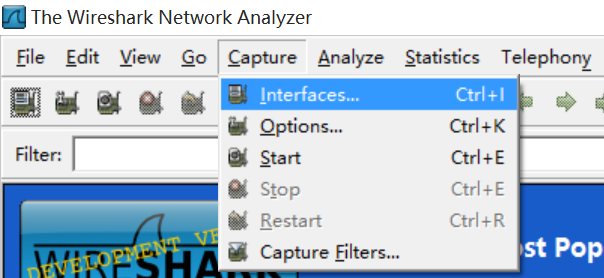 The Wireshark Network Analyzer
File Edit View Go Capture Analyze Statistics Telephony
Interfaces... Ctrl+I
Options... Ctrl+K
Filter:
Start Ctrl+E
Stop Ctrl+E
Restart Ctrl+R
Capture Filters...
DEVELOPMENT VE
WIRESHARK
ost Pop